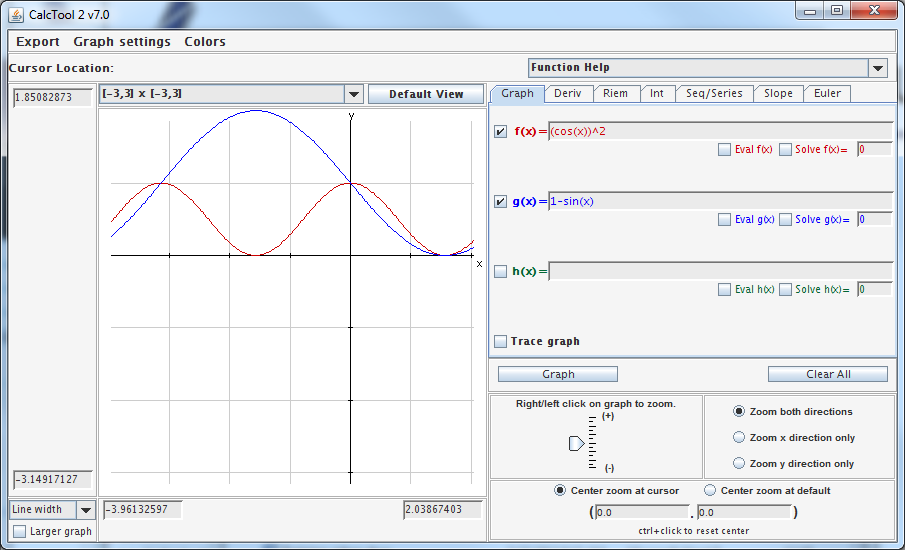 CalcTool 2 v7.0
Export Graph settings Colors
Cursor Location:
Function Help
1.85082873
[-3,3] x [-3,3]
Default View
Graph Deriv Riem Int Seq/Series Slope Euler
y
x
f(x)= (cos(x))^2
Eval f(x) Solve f(x)= 0
g(x)= 1-sin(x)
Eval g(x) Solve g(x)= 0
h(x)=
Eval h(x) Solve h(x)= 0
Trace graph
Graph Clear All
Right/left click on graph to zoom.
(+)
(-)
Zoom both directions
Zoom x direction only
Zoom y direction only
-3.14917127
Line width
-3.96132597
2.03867403
Larger graph
Center zoom at cursor Center zoom at default
(0.0 . 0.0 )
ctrl+click to reset center